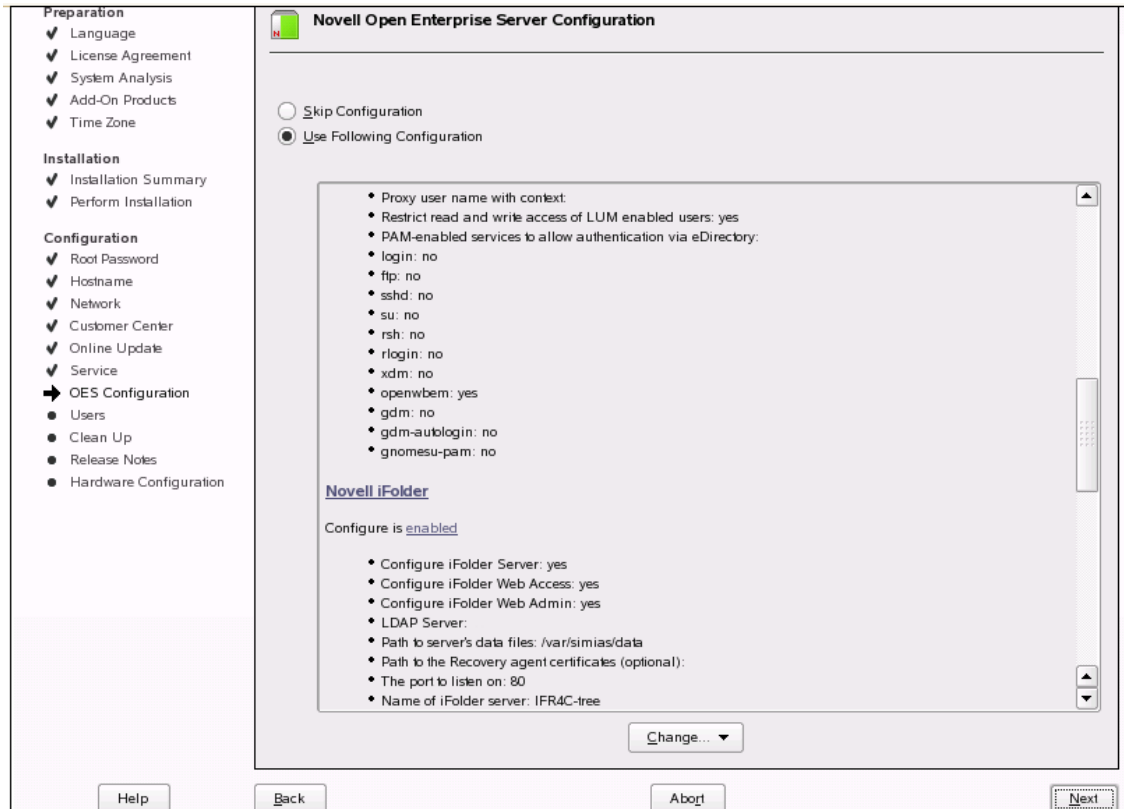 Preparation
Language
License Agreement
System Analysis
Add-On Products
Time Zone
Installation
Installation Summary
Perform Installation
Configuration
Root Password
Hostname
Network
Customer Center
Online Update
Service
OES Configuration
Users
Clean Up
Release Notes
Hardware Configuration
N
Novell Open Enterprise Server Configuration
Skip Configuration
Use Following Configuration
Proxy user name with context:
Restrict read and write access of LUM enabled users: yes
PAM-enabled services to allow authentication via eDirectory:
login: no
ftp: no
sshd: no
su: no
rsh: no
rlogin: no
xdm: no
openwbem: yes
gdm: no
gdm-autologin: no
gnomesu-pam: no
Novell iFolder
Configure is enabled
Configure iFolder Server: yes
Configure iFolder Web Access: yes
Configure iFolder Web Admin: yes
LDAP Server:
Path to server's data files: /var/simias/data
Path to the Recovery agent certificates (optional):
The port to listen on: 80
Name of iFolder server: IFR4C-tree
Change...
Help
Back
Abort
Next